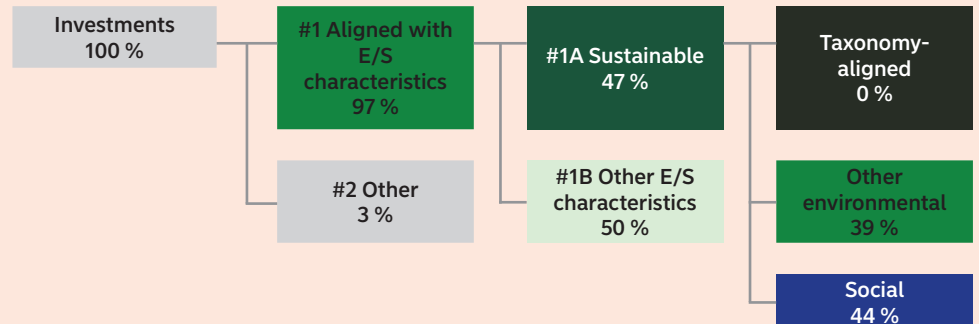 Investments
100 %
#1 Aligned with
E/S
characteristics
97 %
#1A Sustainable
47 %
Taxonomy-
aligned
0 %
#2 Other
3 %
#1B Other E/S
characteristics
50 %
Other
environmental
39 %
Social
44 %